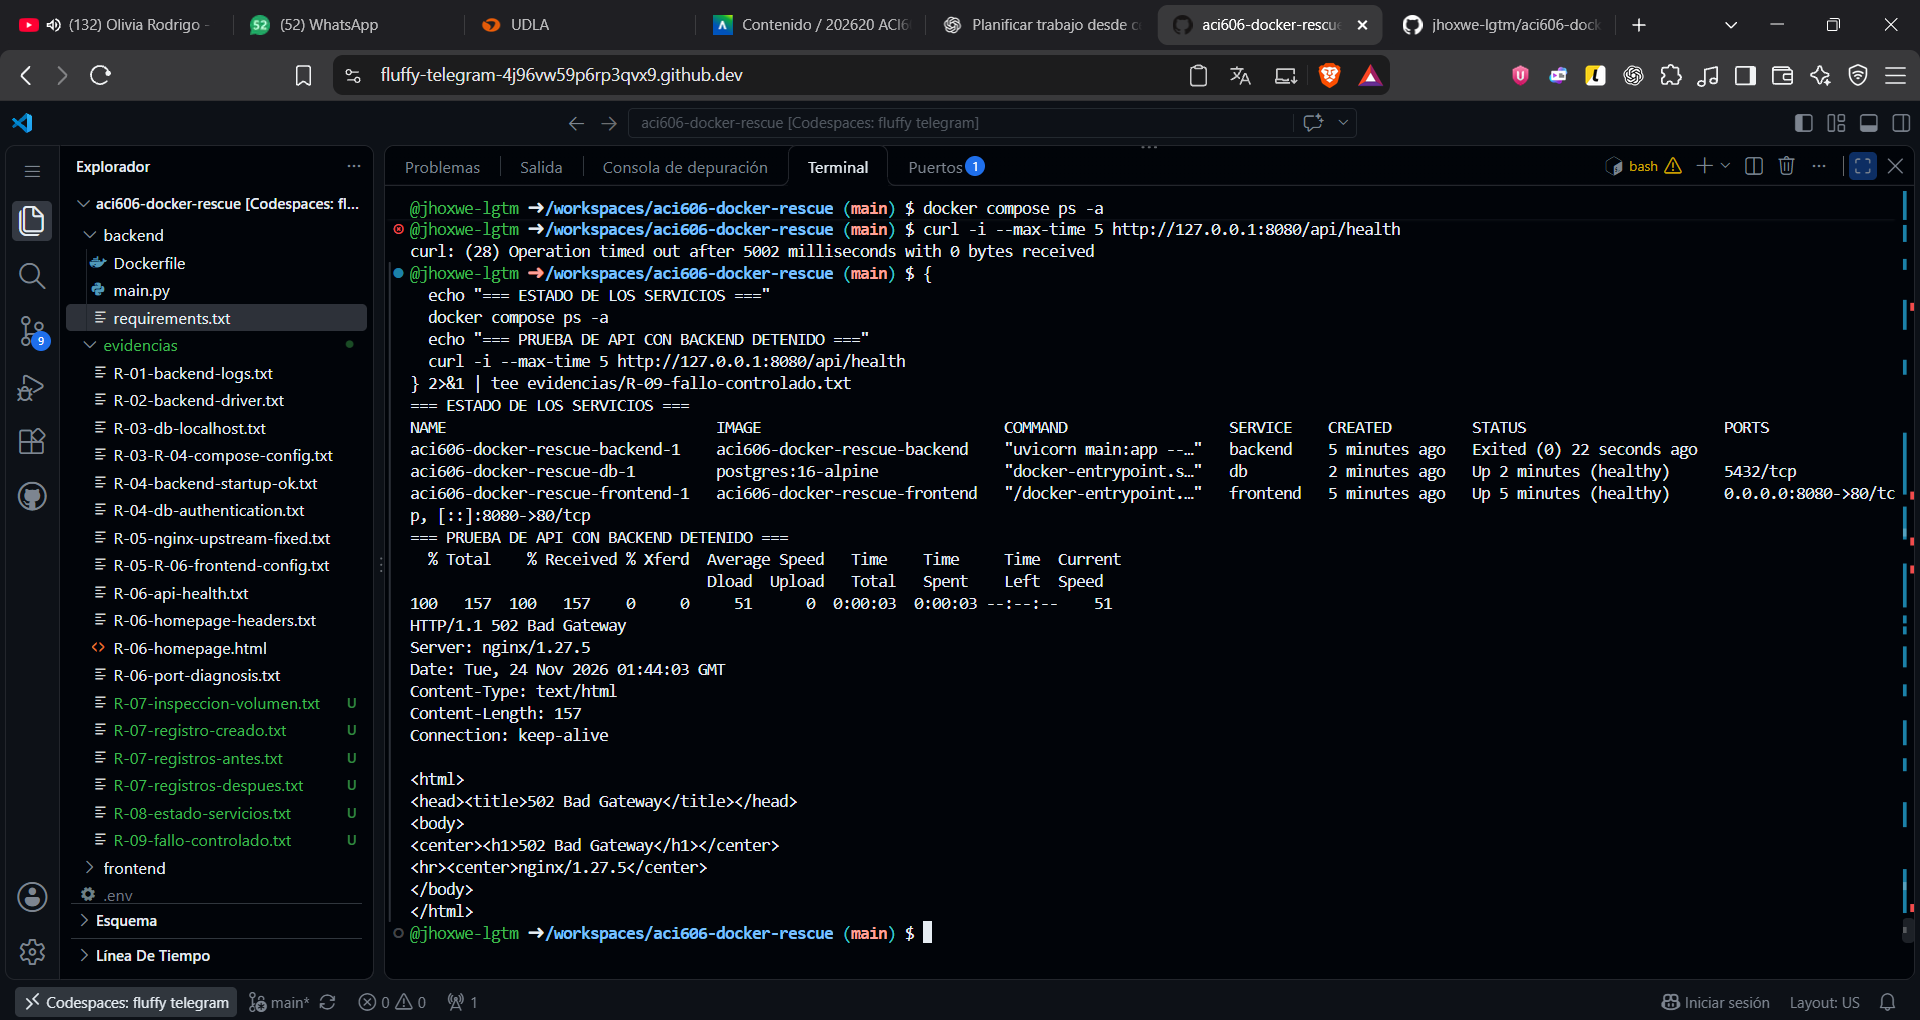 (132) Olivia Rodrigo -
52 (52) WhatsApp
UDLA
Contenido / 202620 ACI6
Planificar trabajo desde c
aci606-docker-rescue
jhoxwe-lgtm/aci606-dock
fluffy-telegram-4j96vw59p6rp3qvx9.github.dev
aci606-docker-rescue [Codespaces: fluffy telegram]
Explorador
aci606-docker-rescue [Codespaces: fl...
backend
Dockerfile
main.py
requirements.txt
evidencias
R-01-backend-logs.txt
R-02-backend-driver.txt
R-03-db-localhost.txt
R-03-R-04-compose-config.txt
R-04-backend-startup-ok.txt
R-04-db-authentication.txt
R-05-nginx-upstream-fixed.txt
R-05-R-06-frontend-config.txt
R-06-api-health.txt
R-06-homepage-headers.txt
R-06-homepage.html
R-06-port-diagnosis.txt
R-07-inspeccion-volumen.txt U
R-07-registro-creado.txt U
R-07-registros-antes.txt U
R-07-registros-despues.txt U
R-08-estado-servicios.txt U
R-09-fallo-controlado.txt U
frontend
.env
Esquema
Línea De Tiempo
9
Problemas
Salida
Consola de depuración
Terminal
Puertos 1
bash
@jhoxwe-lgtm ➜/workspaces/aci606-docker-rescue (main) $ docker compose ps -a
@jhoxwe-lgtm ➜/workspaces/aci606-docker-rescue (main) $ curl -i --max-time 5 http://127.0.0.1:8080/api/health
curl: (28) Operation timed out after 5002 milliseconds with 0 bytes received
@jhoxwe-lgtm ➜/workspaces/aci606-docker-rescue (main) $ {
echo "=== ESTADO DE LOS SERVICIOS ==="
docker compose ps -a
echo "=== PRUEBA DE API CON BACKEND DETENIDO ==="
curl -i --max-time 5 http://127.0.0.1:8080/api/health
} 2>&1 | tee evidencias/R-09-fallo-controlado.txt
=== ESTADO DE LOS SERVICIOS ===
NAME IMAGE COMMAND SERVICE CREATED STATUS PORTS
aci606-docker-rescue-backend-1 aci606-docker-rescue-backend "uvicorn main:app --…" backend 5 minutes ago Exited (0) 22 seconds ago
aci606-docker-rescue-db-1 postgres:16-alpine "docker-entrypoint.s…" db 2 minutes ago Up 2 minutes (healthy) 5432/tcp
aci606-docker-rescue-frontend-1 aci606-docker-rescue-frontend "/docker-entrypoint.…" frontend 5 minutes ago Up 5 minutes (healthy) 0.0.0.0:8080->80/tc
p, [::]:8080->80/tcp
=== PRUEBA DE API CON BACKEND DETENIDO ===
% Total % Received % Xferd Average Speed Time Time Time Current
Dload Upload Total Spent Left Speed
100 157 100 157 0 0 51 0 0:00:03 0:00:03 --:--:-- 51
HTTP/1.1 502 Bad Gateway
Server: nginx/1.27.5
Date: Tue, 24 Nov 2026 01:44:03 GMT
Content-Type: text/html
Content-Length: 157
Connection: keep-alive
<html>
<head><title>502 Bad Gateway</title></head>
<body>
<center><h1>502 Bad Gateway</h1></center>
<hr><center>nginx/1.27.5</center>
</body>
</html>
@jhoxwe-lgtm ➜/workspaces/aci606-docker-rescue (main) $
Codespaces: fluffy telegram
main*
0 0
1
Iniciar sesión
Layout: US